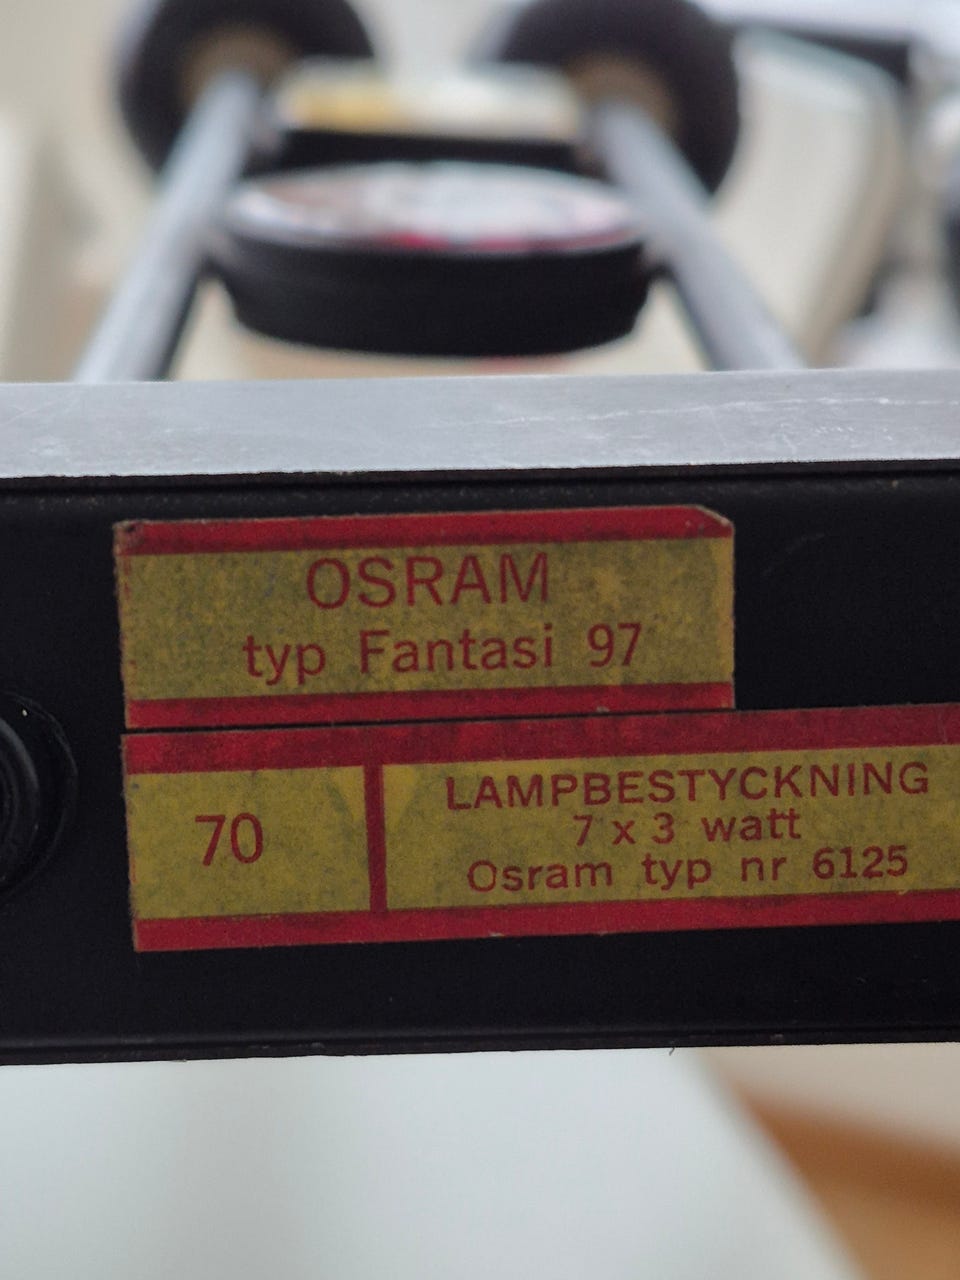 OSRAM
typ Fantasi 97
70
LAMPBESTYCKNING
7 x 3 watt
Osram typ nr 6125